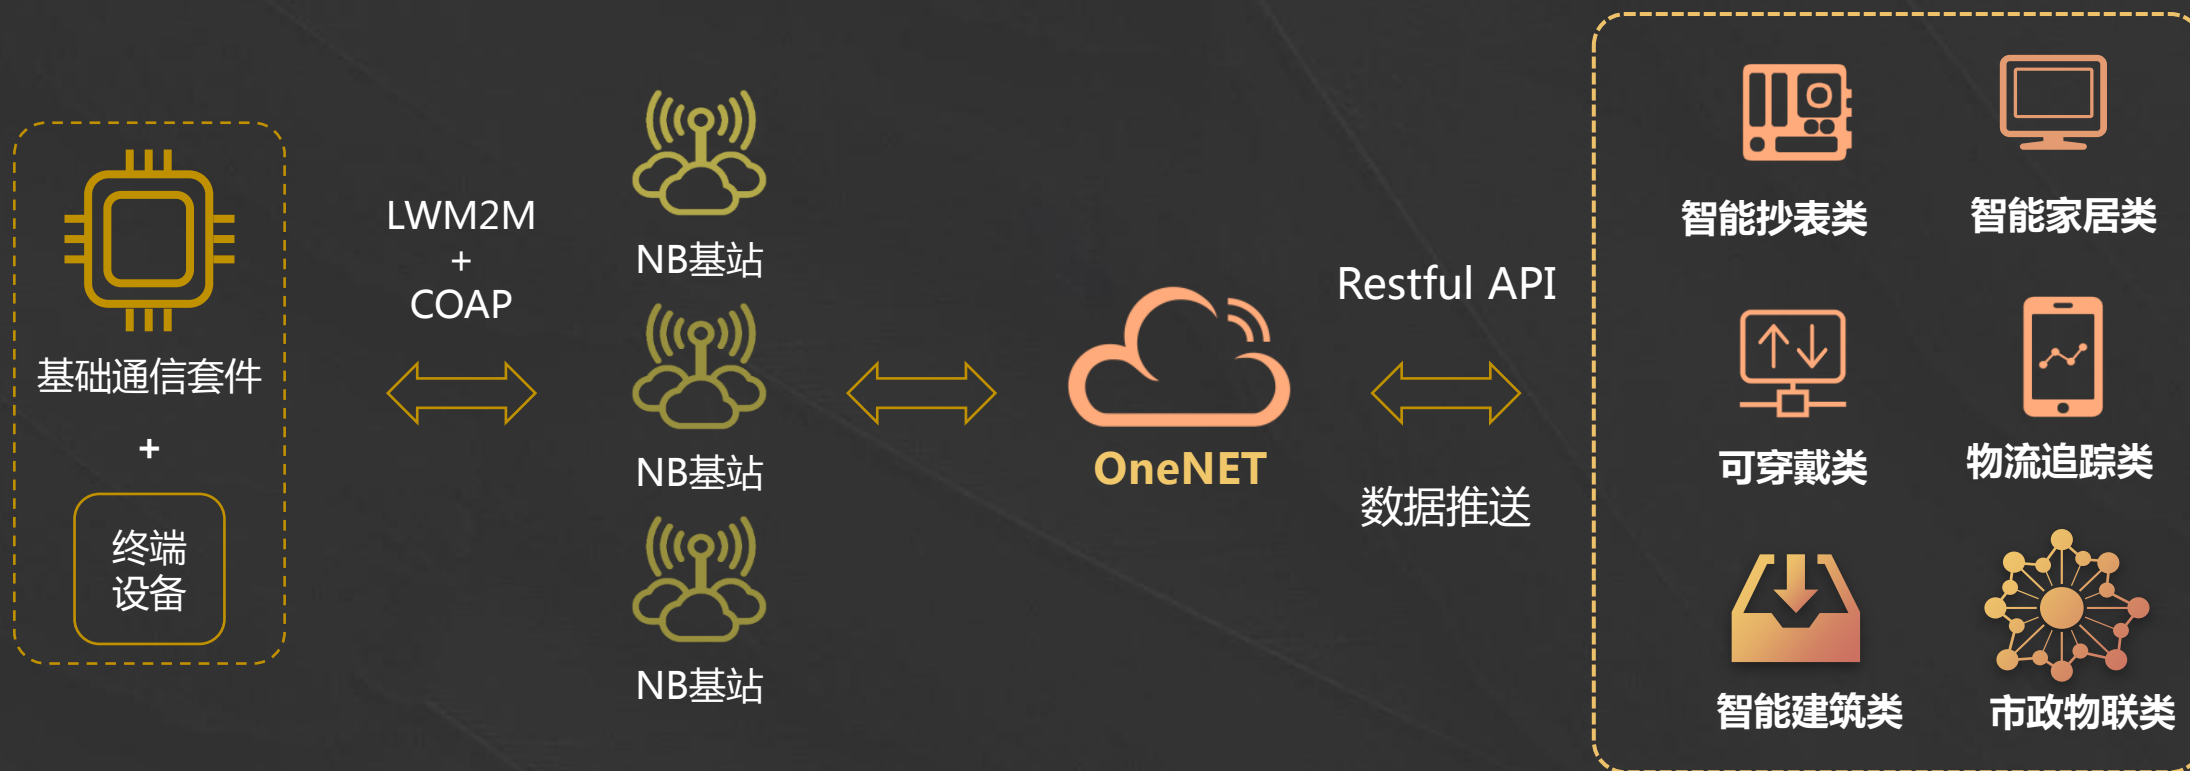 基础通信套件
+
终端
设备
LWM2M
+
COAP
NB基站
NB基站
NB基站
OneNET
Restful API
数据推送
智能抄表类
智能家居类
可穿戴类
物流追踪类
智能建筑类
市政物联类